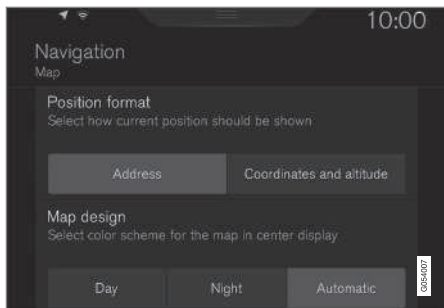 10:00
Navigation
Map
Position format
Select how current position should be shown
Address
Coordinates and altitude
Map design
Select color scheme for the map in center display
Day
Night
Automatic
G054007